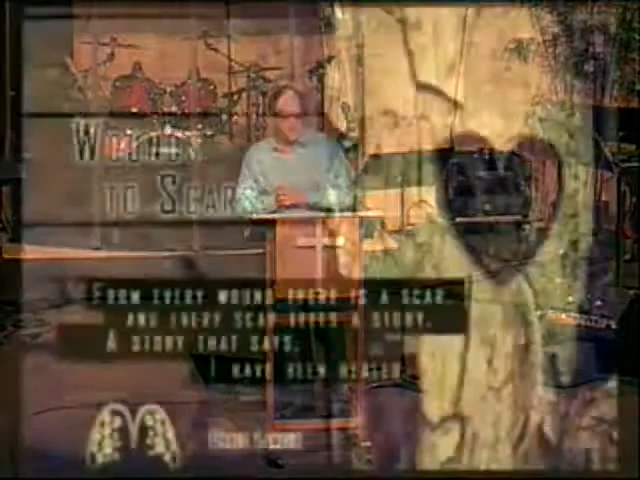 Wounds
to Scar
From every wound there is a scar,
and every scar tells a story.
A story that says,
I have been healed.